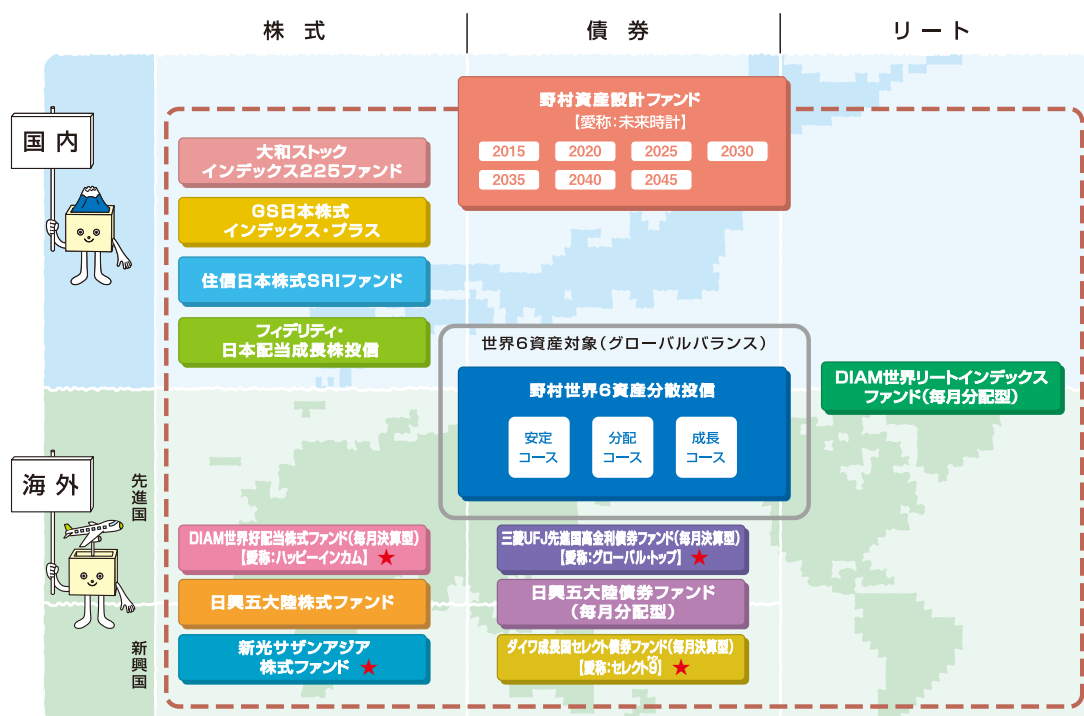 株式
債券
リート
国内
野村資産設計ファンド
【愛称:未来時計】
2015 2020 2025 2030
2035 2040 2045
大和ストック
インデックス225ファンド
GS日本株式
インデックス・プラス
住信日本株式SRIファンド
フィデリティ・
日本配当成長株投信
世界6資産対象(グローバルバランス)
野村世界6資産分散投信
安定
コース
分配
コース
成長
コース
DIAM世界リートインデックス
ファンド(毎月分配型)
海外
先進国
DIAM世界好配当株式ファンド(毎月決算型)
【愛称:ハッピーインカム】★
三菱UFJ先進国高金利債券ファンド(毎月決算型)
【愛称:グローバル・トップ】★
日興五大陸株式ファンド
日興五大陸債券ファンド
(毎月分配型)
新興国
新光サザンアジア
株式ファンド ★
ダイワ成長国セレクト債券ファンド(毎月決算型)
【愛称:セレクト9】★